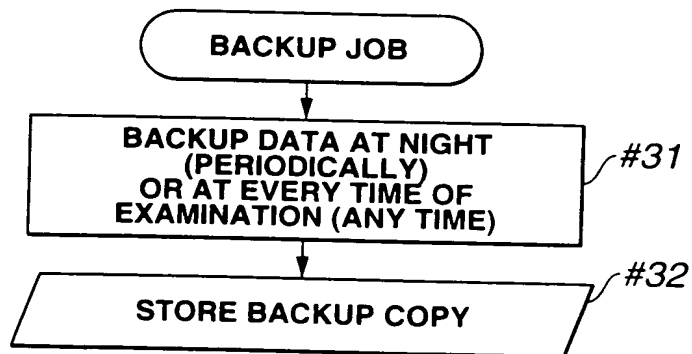 BACKUP JOB
BACKUP DATA AT NIGHT
(PERIODICALLY)
OR AT EVERY TIME OF
EXAMINATION (ANY TIME)
#31
STORE BACKUP COPY
#32